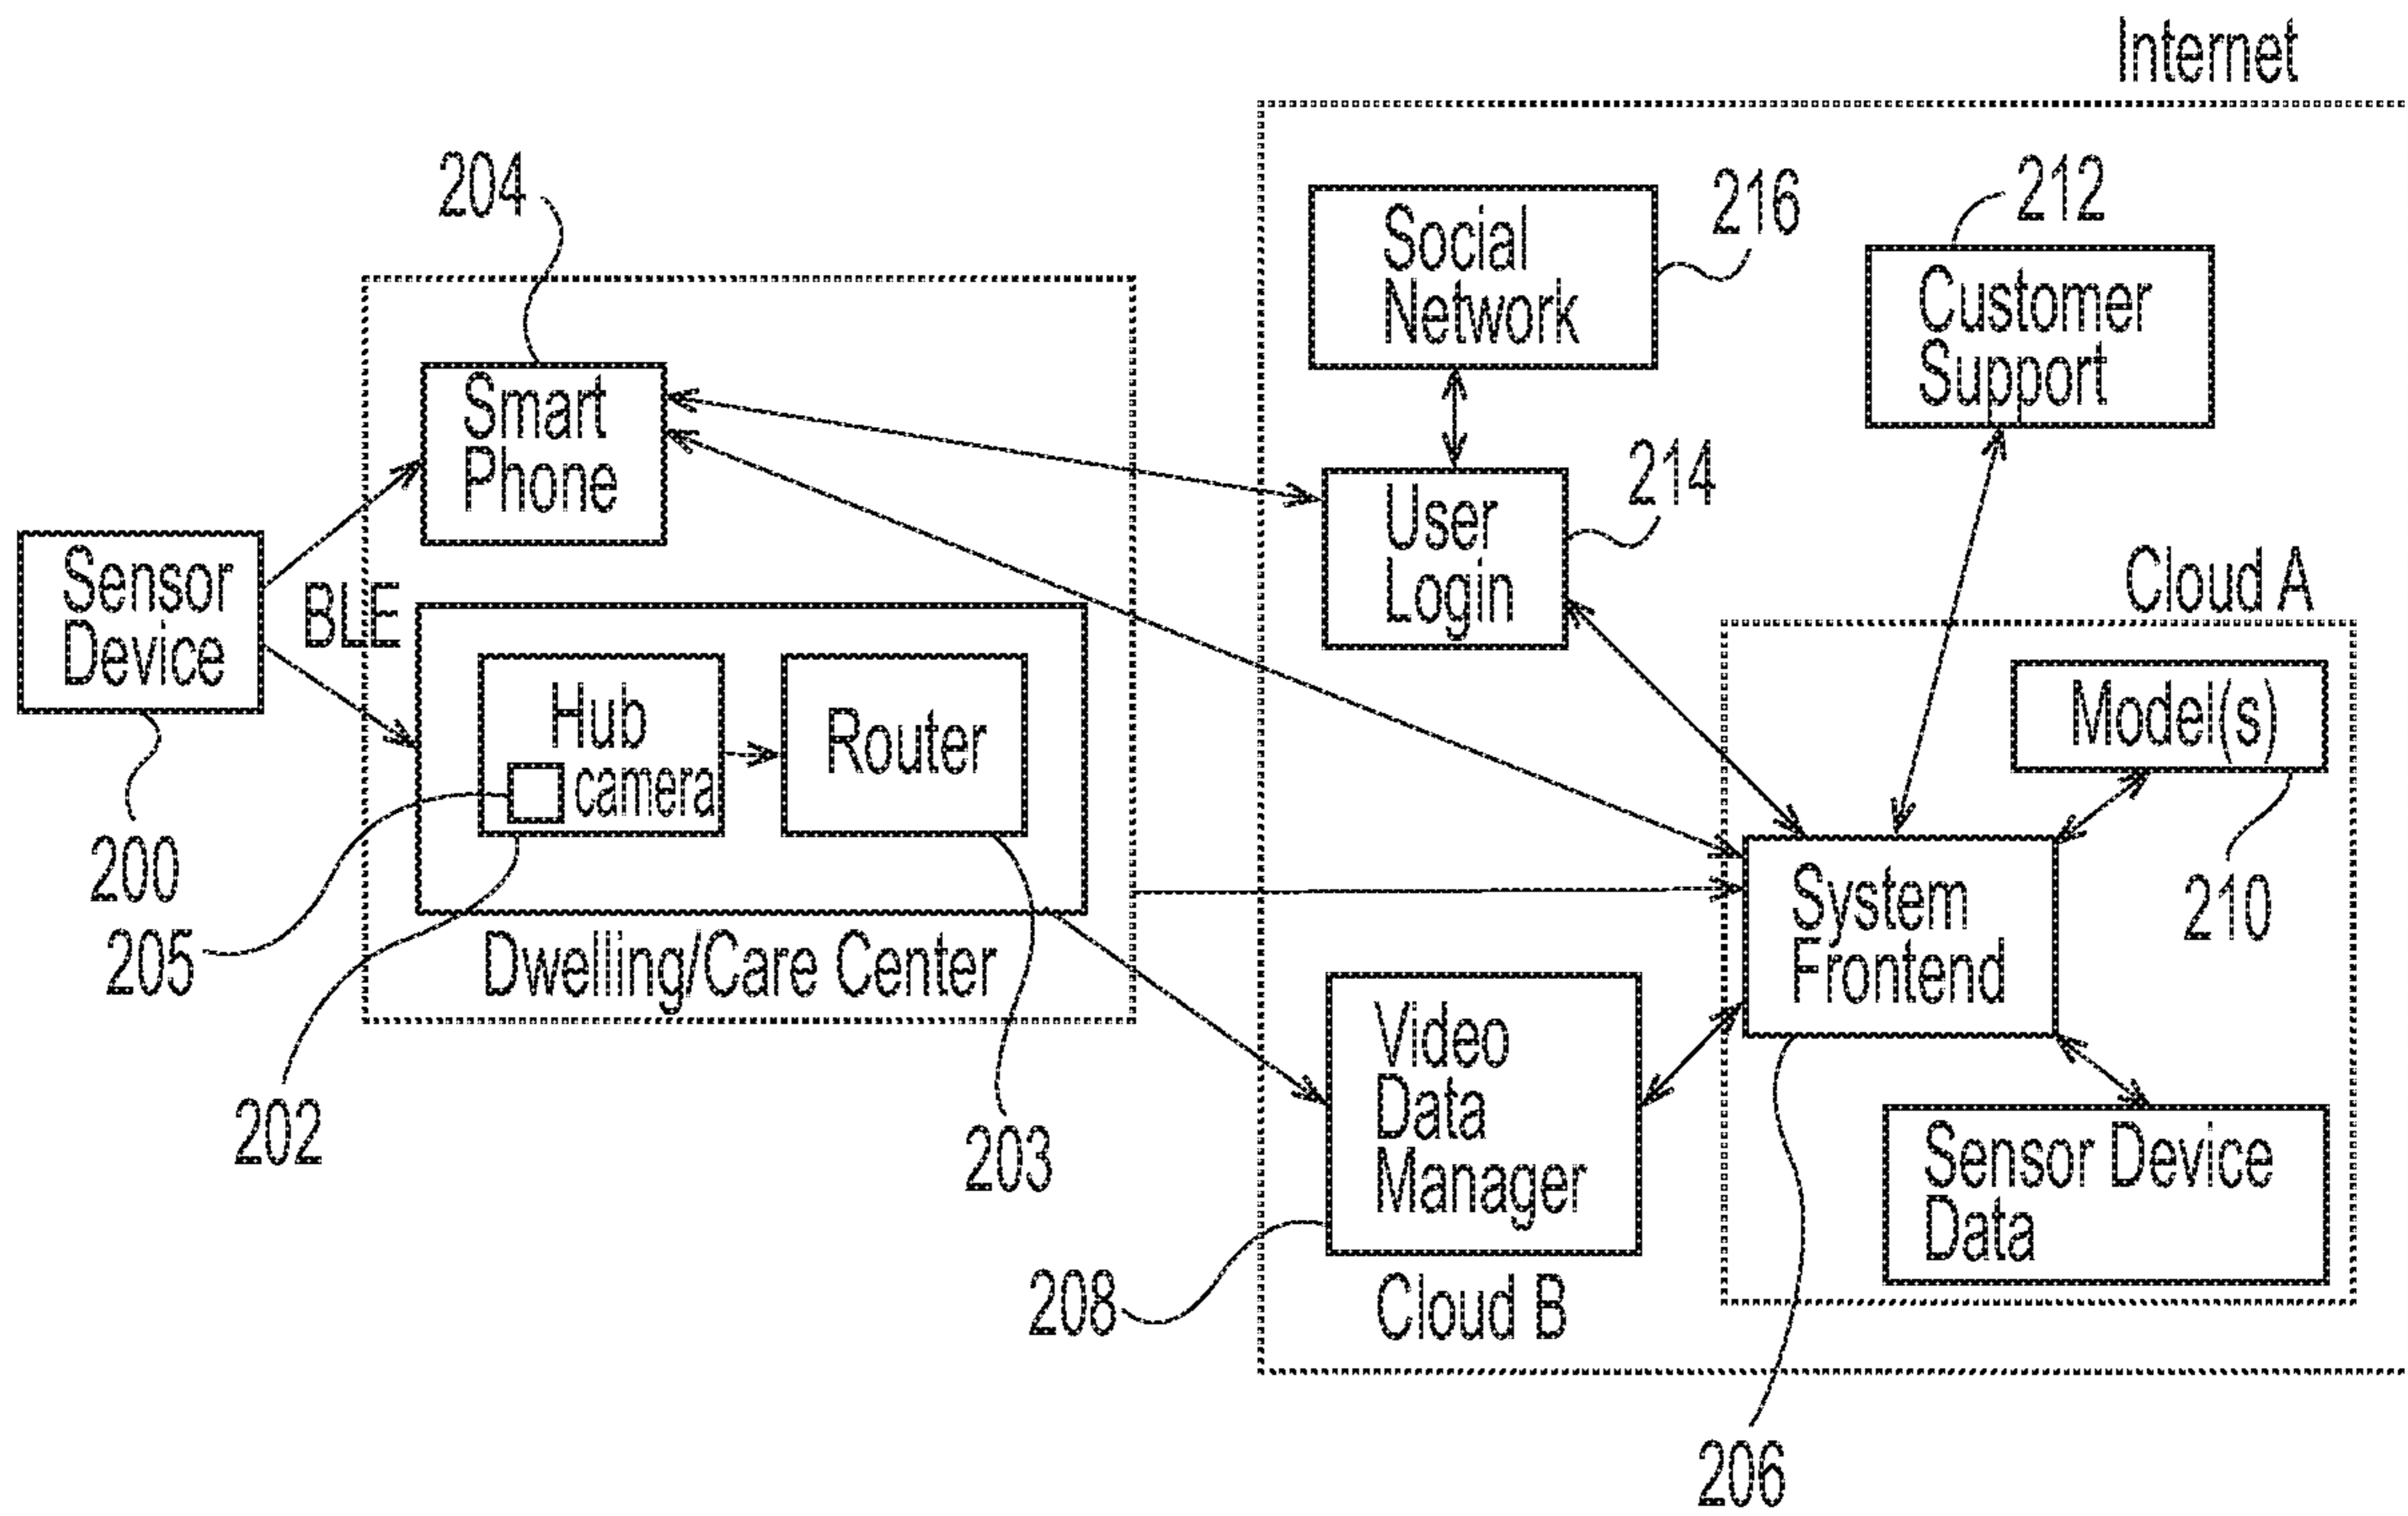 Internet
204
216
212
Social
Network
Customer
Support
Smart
Phone
214
User
Login
Sensor
Device
BLE
Cloud A
Hub
camera
Router
Model(s)
200
205
210
System
Frontend
Dwelling/Care Center
Video
Data
Manager
202
203
Sensor Device
Data
208
Cloud B
206